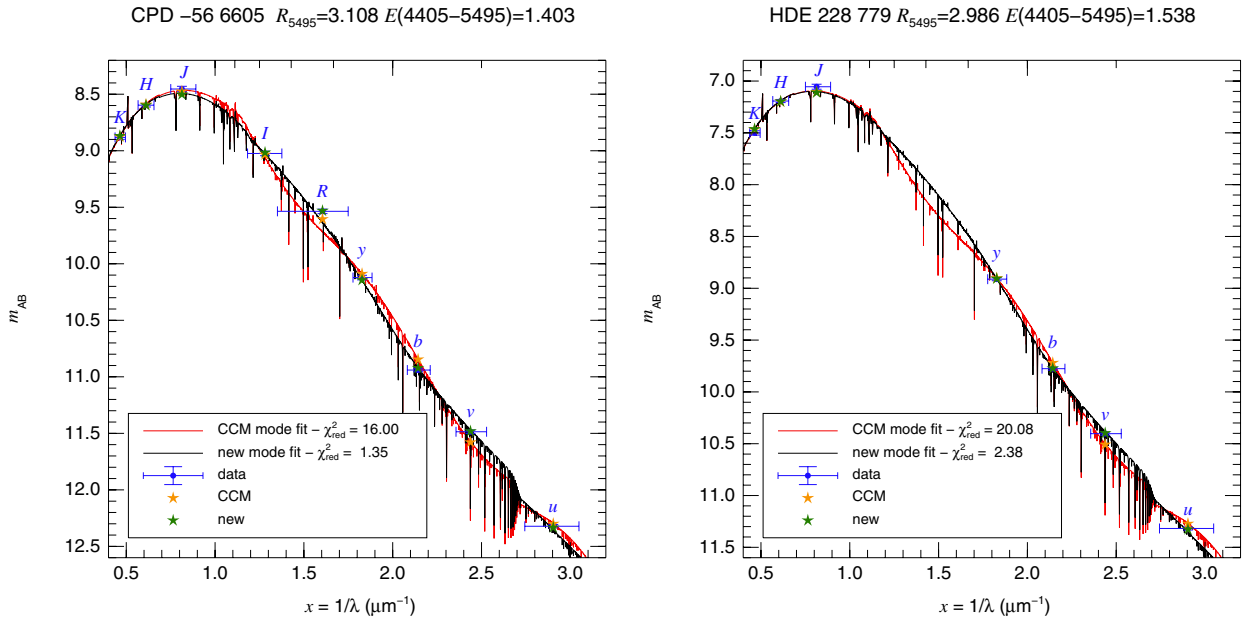 CPD −56 6605 R5495=3.108 E(4405−5495)=1.403
8.5
9.0
9.5
10.0
10.5
11.0
11.5
12.0
12.5
mAB
K
H
J
I
R
y
b
v
u
CCM mode fit − χ²red = 16.00
new mode fit − χ²red = 1.35
data
CCM
new
0.5 1.0 1.5 2.0 2.5 3.0
x = 1/λ (μm⁻¹)
HDE 228 779 R5495=2.986 E(4405−5495)=1.538
7.0
7.5
8.0
8.5
9.0
9.5
10.0
10.5
11.0
11.5
mAB
K
H
J
y
b
v
u
CCM mode fit − χ²red = 20.08
new mode fit − χ²red = 2.38
data
CCM
new
0.5 1.0 1.5 2.0 2.5 3.0
x = 1/λ (μm⁻¹)